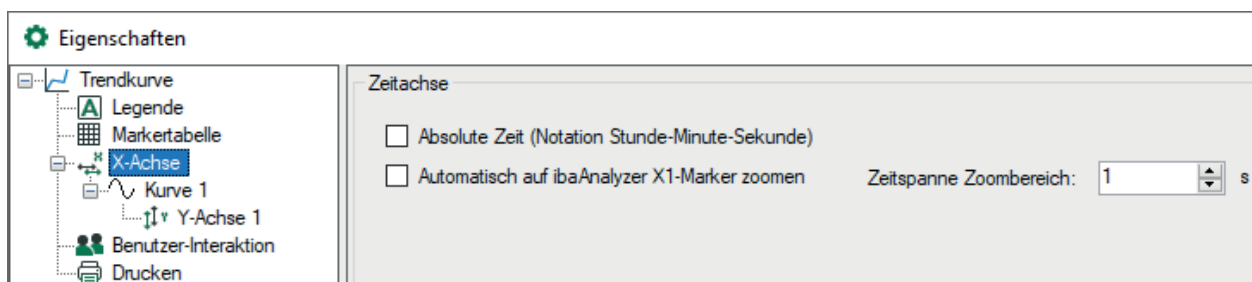 Eigenschaften
Trendkurve
Legende
Markertabelle
X-Achse
Kurve 1
Y-Achse 1
Benutzer-Interaktion
Drucken
Zeitachse
Absolute Zeit (Notation Stunde-Minute-Sekunde)
Automatisch auf ibaAnalyzer X1-Marker zoomen Zeitspanne Zoombereich: 1 s